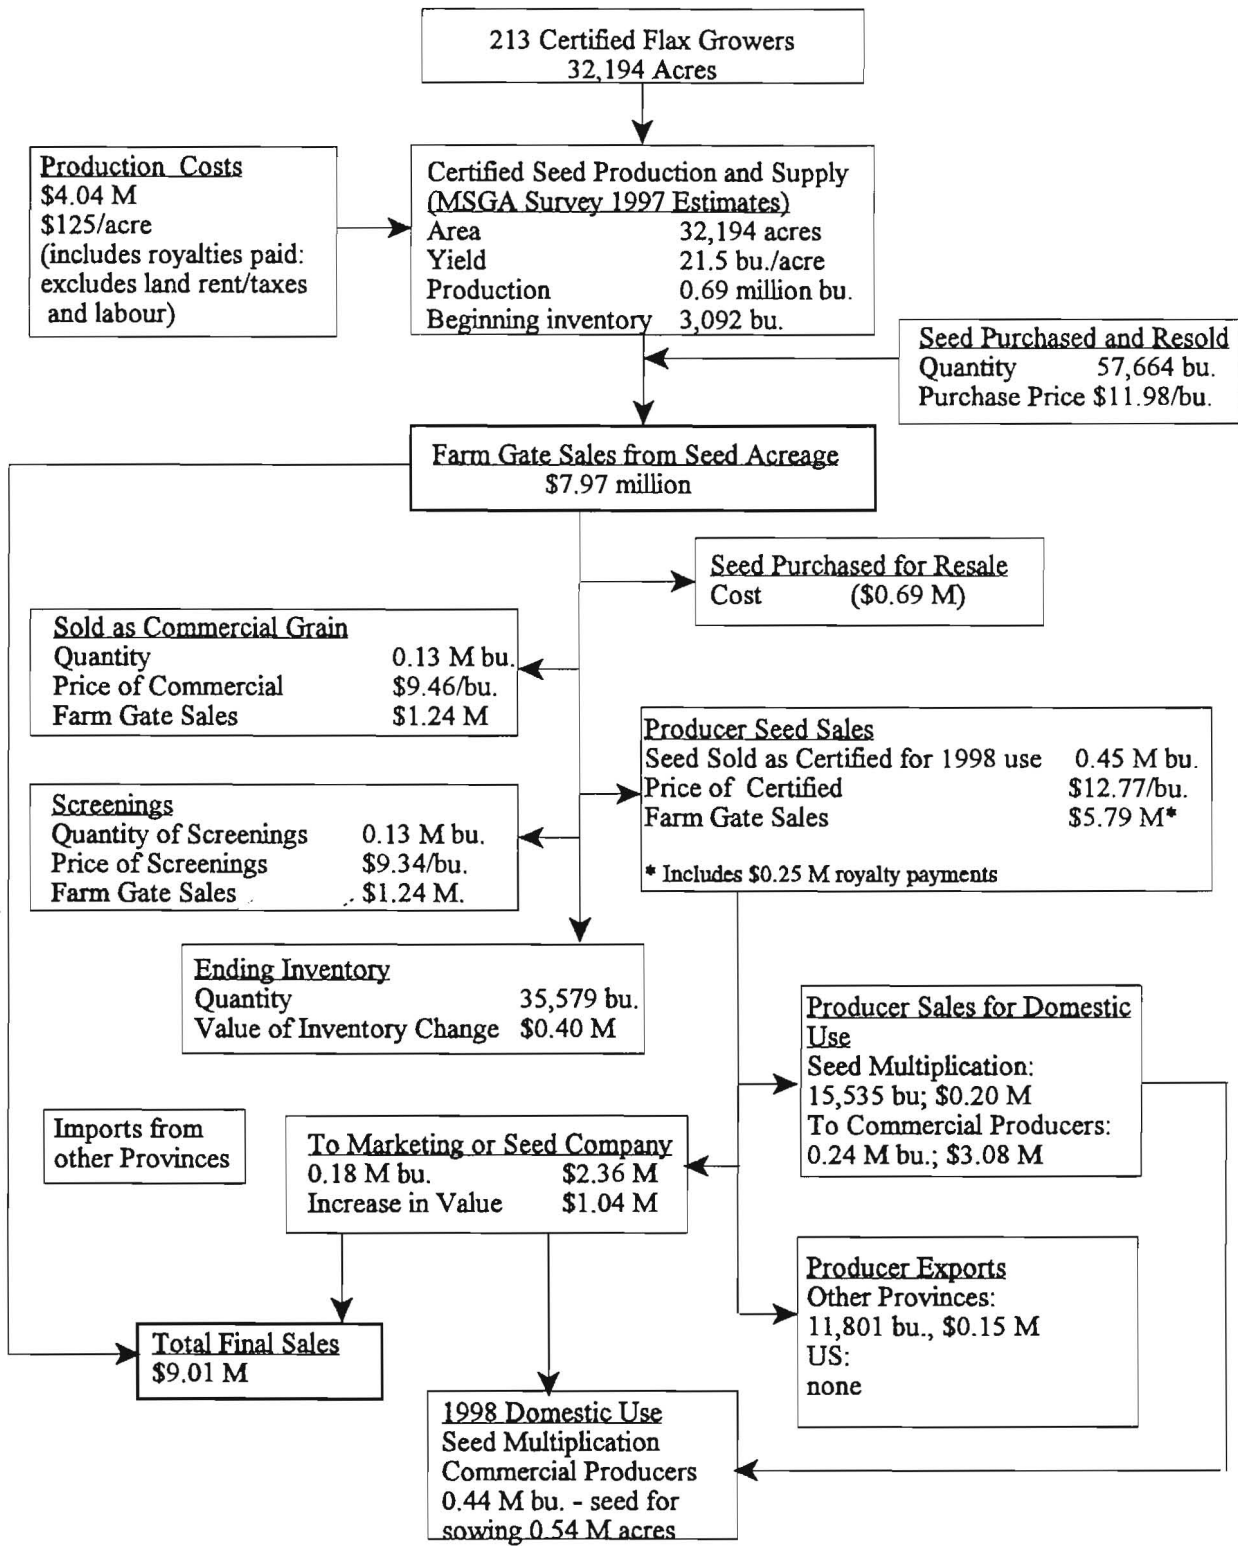 213 Certified Flax Growers
32,194 Acres
Production Costs
$4.04 M
$125/acre
(includes royalties paid:
excludes land rent/taxes
and labour)
Certified Seed Production and Supply
(MSGA Survey 1997 Estimates)
Area 32,194 acres
Yield 21.5 bu./acre
Production 0.69 million bu.
Beginning inventory 3,092 bu.
Seed Purchased and Resold
Quantity 57,664 bu.
Purchase Price $11.98/bu.
Farm Gate Sales from Seed Acreage
$7.97 million
Seed Purchased for Resale
Cost ($0.69 M)
Sold as Commercial Grain
Quantity 0.13 M bu.
Price of Commercial $9.46/bu.
Farm Gate Sales $1.24 M
Producer Seed Sales
Seed Sold as Certified for 1998 use 0.45 M bu.
Price of Certified $12.77/bu.
Farm Gate Sales $5.79 M*
* Includes $0.25 M royalty payments
Screenings
Quantity of Screenings 0.13 M bu.
Price of Screenings $9.34/bu.
Farm Gate Sales $1.24 M.
Ending Inventory
Quantity 35,579 bu.
Value of Inventory Change $0.40 M
Producer Sales for Domestic
Use
Seed Multiplication:
15,535 bu; $0.20 M
To Commercial Producers:
0.24 M bu.; $3.08 M
Imports from
other Provinces
To Marketing or Seed Company
0.18 M bu. $2.36 M
Increase in Value $1.04 M
Producer Exports
Other Provinces:
11,801 bu., $0.15 M
US:
none
Total Final Sales
$9.01 M
1998 Domestic Use
Seed Multiplication
Commercial Producers
0.44 M bu. - seed for
sowing 0.54 M acres